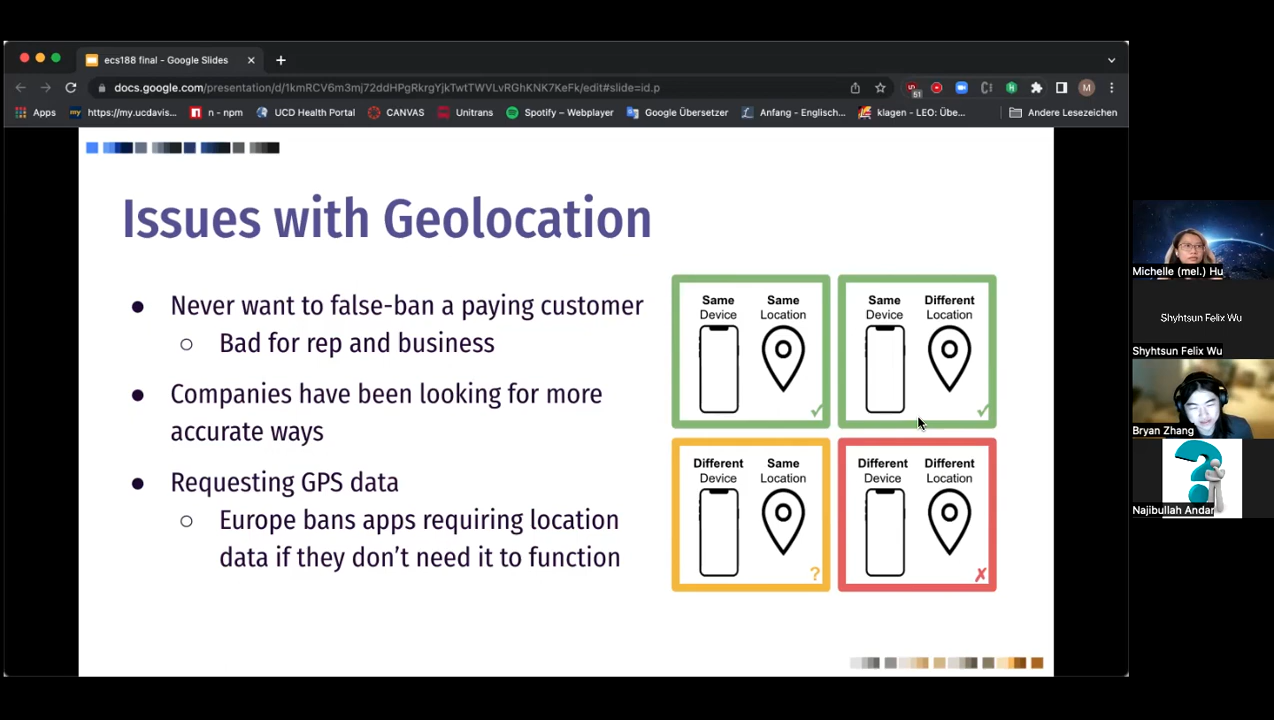 ecs188 final - Google Slides
docs.google.com/presentation/d/1kmRCV6m3mj72ddHPgRkrgYjkTwtTWVLvRGhKNK7KeFk/edit#slide=id.p
51
M
Apps
https://my.ucdavis...
n - npm
UCD Health Portal
CANVAS
Unitrans
Spotify – Webplayer
Google Übersetzer
Anfang - Englisch...
klagen - LEO: Übe...
Andere Lesezeichen
Issues with Geolocation
● Never want to false-ban a paying customer
○ Bad for rep and business
● Companies have been looking for more
accurate ways
● Requesting GPS data
○ Europe bans apps requiring location
data if they don't need it to function
Same Same
Device Location
✓
Same Different
Device Location
✓
Different Same
Device Location
?
Different Different
Device Location
✗
Michelle (mel.) Hu
Shyhtsun Felix Wu
Shyhtsun Felix Wu
Bryan Zhang
Najibullah Andar